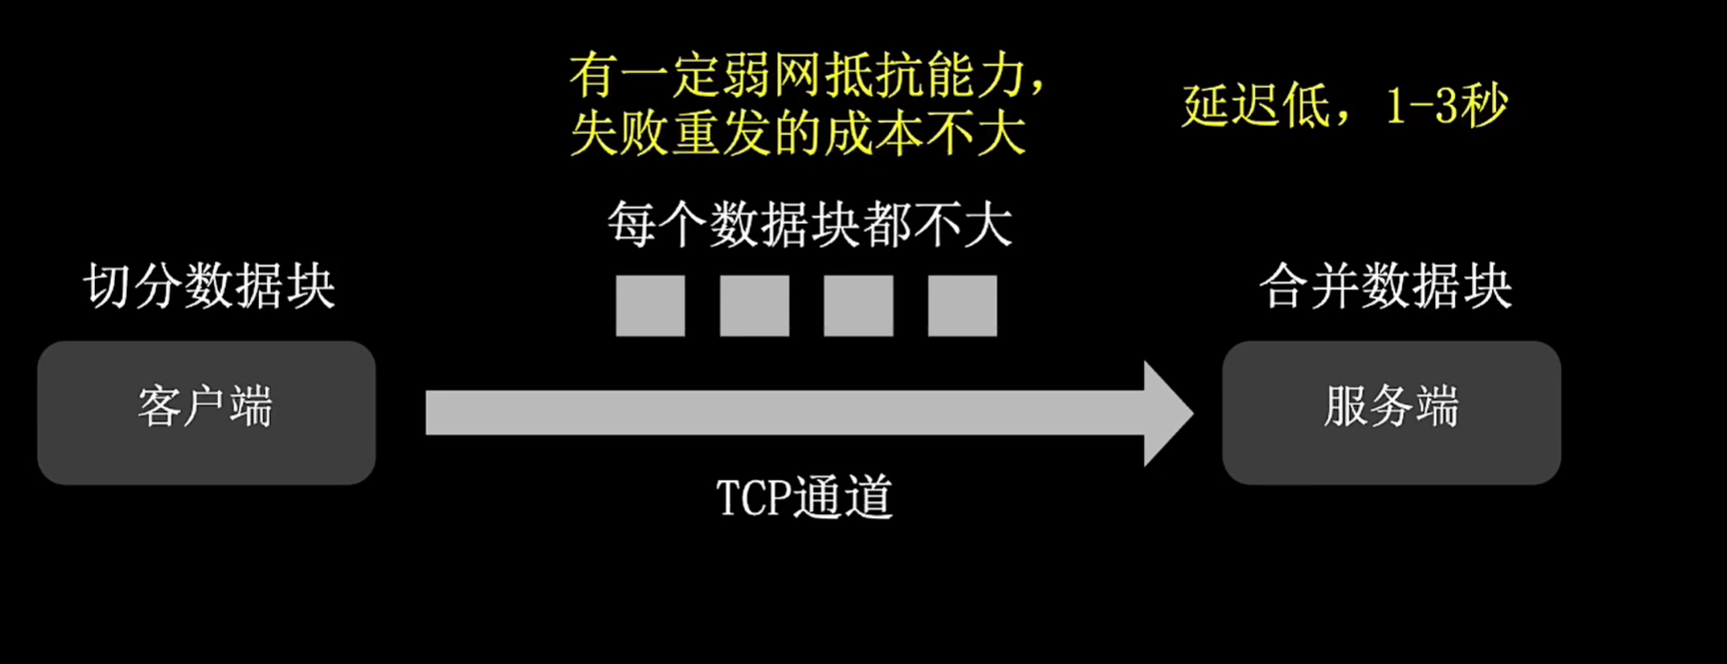 有一定弱网抵抗能力，
失败重发的成本不大
延迟低，1-3秒
每个数据块都不大
切分数据块
合并数据块
客户端
服务端
TCP通道